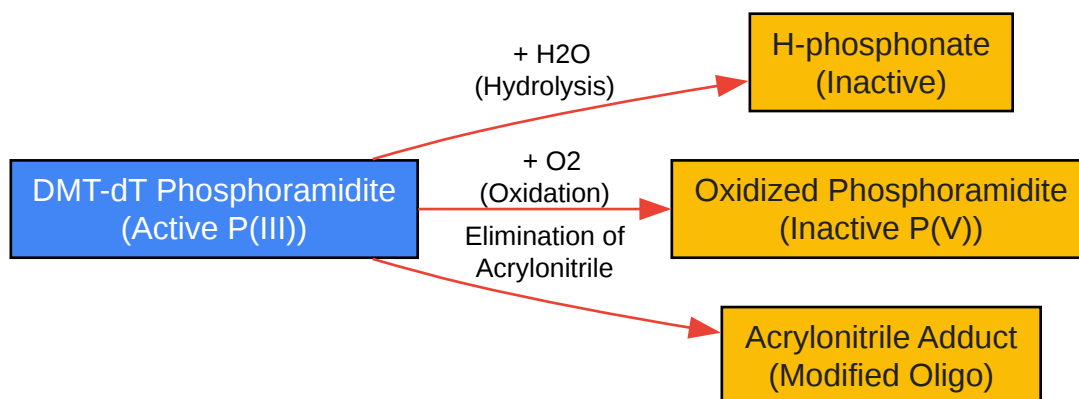 + H2O
(Hydrolysis)
H-phosphonate
(Inactive)
DMT-dT Phosphoramidite
(Active P(III))
+ O2
(Oxidation)
Oxidized Phosphoramidite
(Inactive P(V))
Elimination of
Acrylonitrile
Acrylonitrile Adduct
(Modified Oligo)